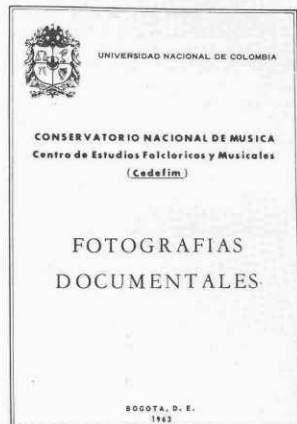 UNIVERSIDAD NACIONAL DE COLOMBIA
CONSERVATORIO NACIONAL DE MUSICA
Centro de Estudios Folcloricos y Musicales
(Cedefim)
FOTOGRAFIAS
DOCUMENTALES
BOGOTA, D. E.
1963